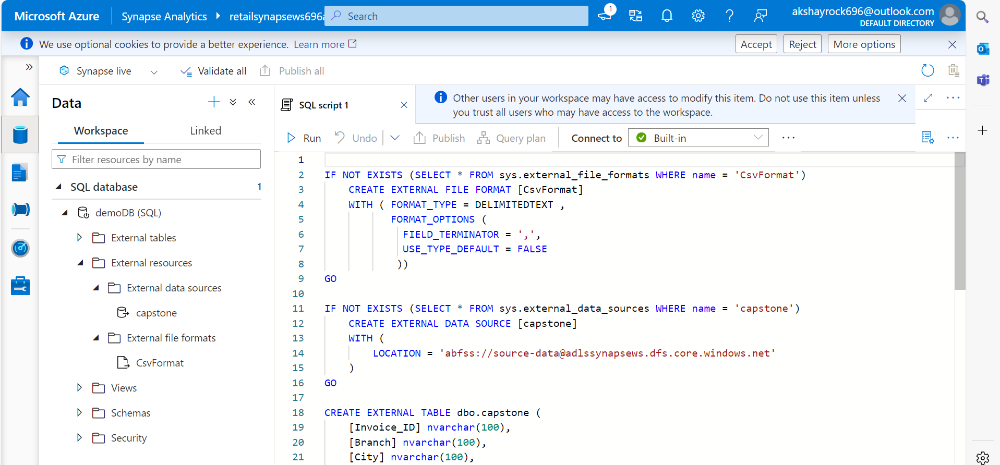 Microsoft Azure
Synapse Analytics
retailsynapsews696
Search
1
akshayrock696@outlook.com
DEFAULT DIRECTORY
We use optional cookies to provide a better experience. Learn more
Accept
Reject
More options
Synapse live
Validate all
Publish all
Data
Workspace
Linked
Filter resources by name
SQL database
1
demoDB (SQL)
External tables
External resources
External data sources
capstone
External file formats
CsvFormat
Views
Schemas
Security
SQL script 1
Other users in your workspace may have access to modify this item. Do not use this item unless
you trust all users who may have access to the workspace.
Run
Undo
Publish
Query plan
Connect to
Built-in
1
2 IF NOT EXISTS (SELECT * FROM sys.external_file_formats WHERE name = 'CsvFormat')
3 CREATE EXTERNAL FILE FORMAT [CsvFormat]
4 WITH ( FORMAT_TYPE = DELIMITEDTEXT ,
5 FORMAT_OPTIONS (
6 FIELD_TERMINATOR = ',',
7 USE_TYPE_DEFAULT = FALSE
8 ))
9 GO
10
11 IF NOT EXISTS (SELECT * FROM sys.external_data_sources WHERE name = 'capstone')
12 CREATE EXTERNAL DATA SOURCE [capstone]
13 WITH (
14 LOCATION = 'abfss://source-data@adlssynapsews.dfs.core.windows.net'
15 )
16 GO
17
18 CREATE EXTERNAL TABLE dbo.capstone (
19 [Invoice_ID] nvarchar(100),
20 [Branch] nvarchar(100),
21 [City] nvarchar(100),